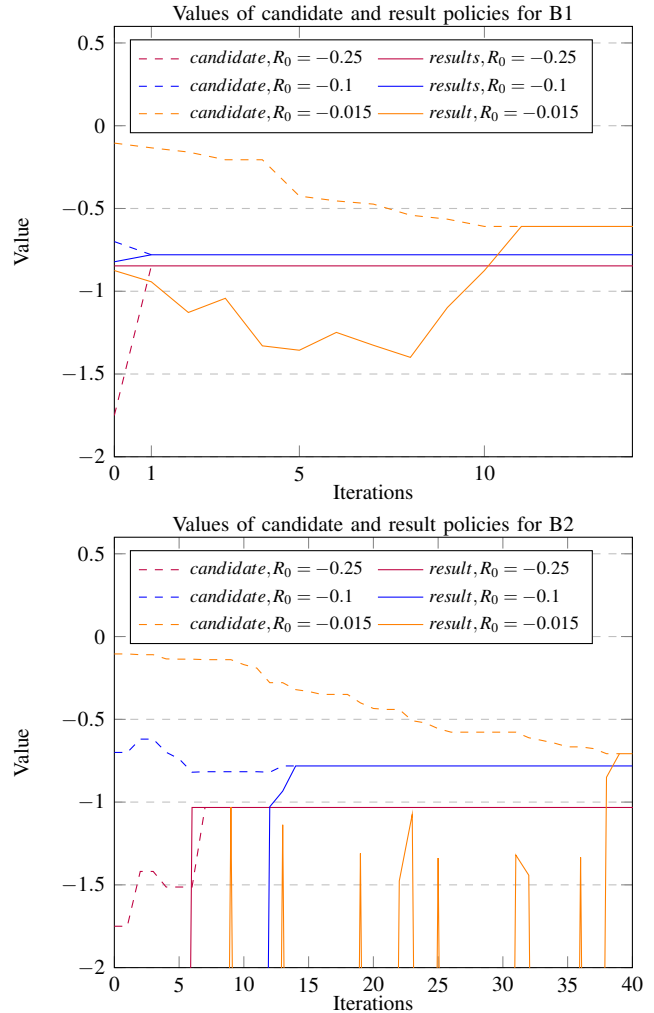 Values of candidate and result policies for B1
candidate, R₀ = −0.25 results, R₀ = −0.25
candidate, R₀ = −0.1 results, R₀ = −0.1
candidate, R₀ = −0.015 result, R₀ = −0.015
0.5
0
−0.5
−1
−1.5
−2
Value
0 1 5 10
Iterations
Values of candidate and result policies for B2
candidate, R₀ = −0.25 result, R₀ = −0.25
candidate, R₀ = −0.1 result, R₀ = −0.1
candidate, R₀ = −0.015 result, R₀ = −0.015
0.5
0
−0.5
−1
−1.5
−2
Value
0 5 10 15 20 25 30 35 40
Iterations